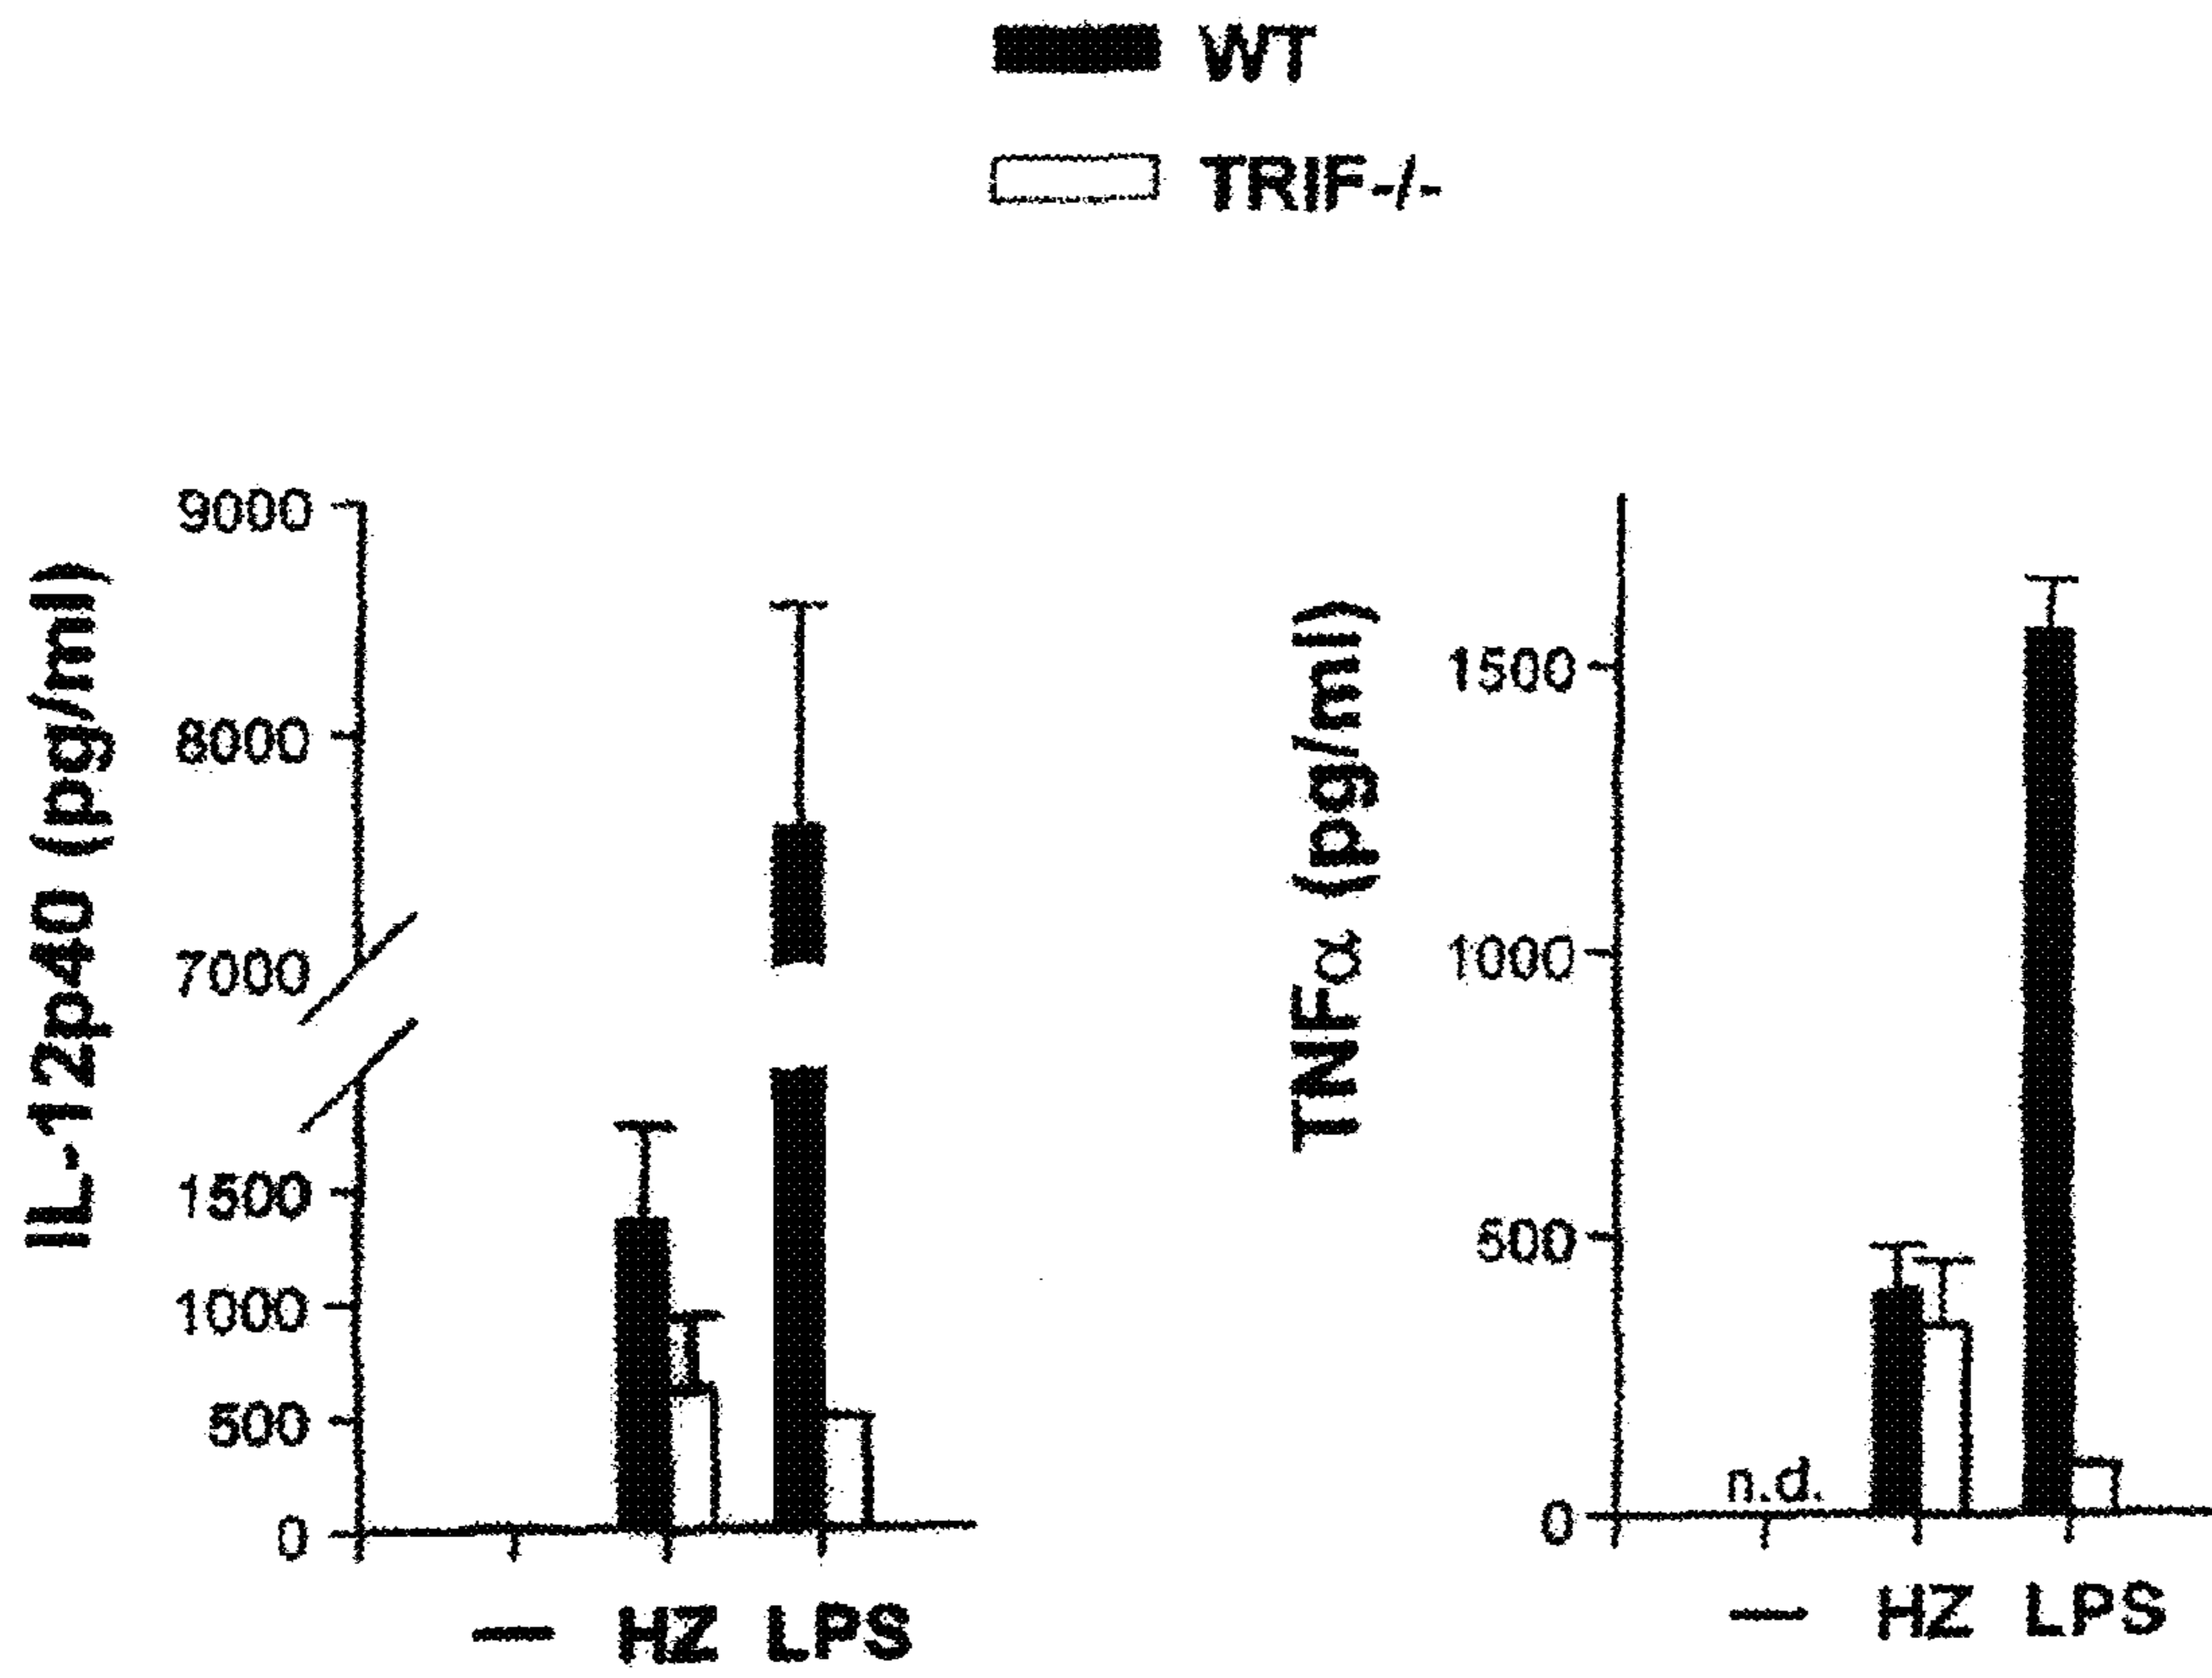 WT
TRIF-/-
IL-12p40 (pg/ml)
9000
8000
7000
1500
1000
500
0
— HZ LPS
TNFα (pg/ml)
1500
1000
500
0
n.d.
— HZ LPS